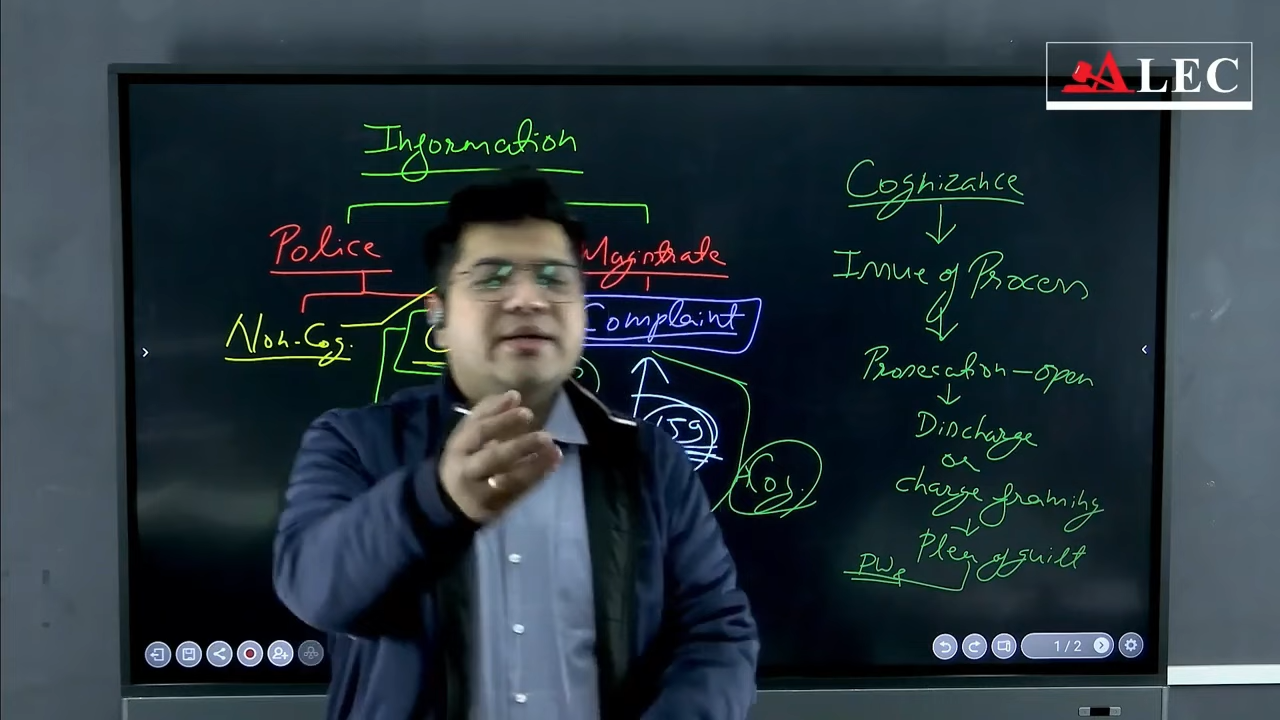 ALEC
Information
Police
Magistrate
Non-Cog.
Complaint
159
Cog.
Cognizance
Issue of Process
Prosecution-open
Discharge
or
charge framing
Plea of guilt
PWs
1/2